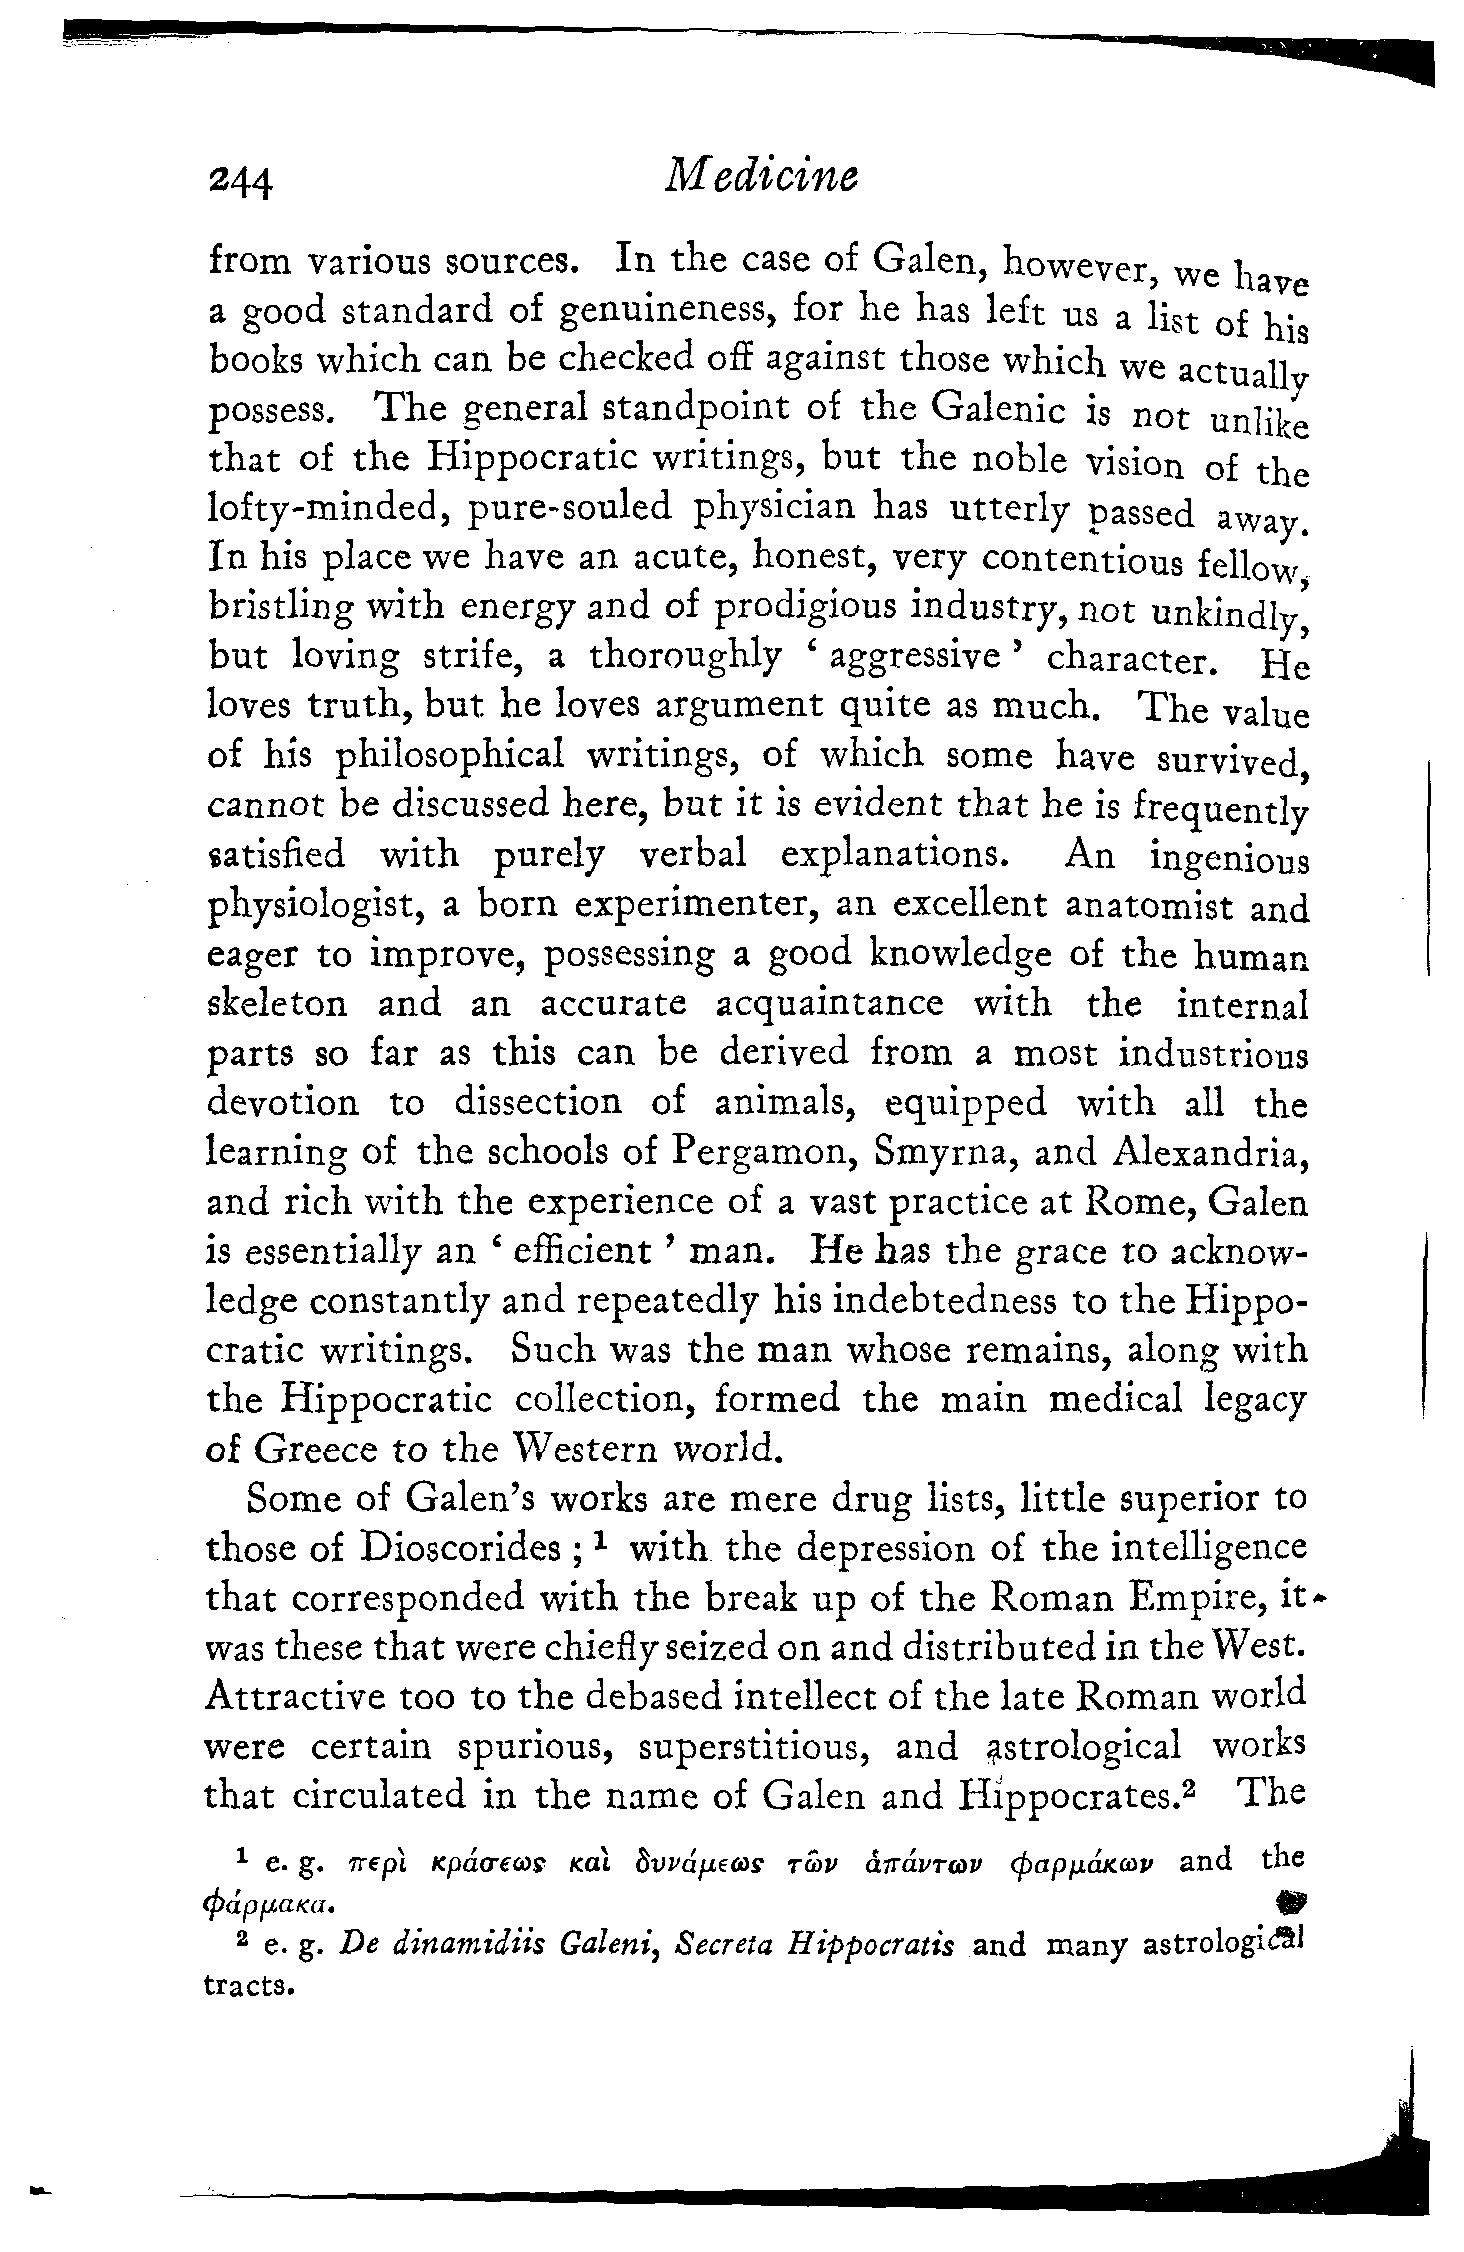 244 Medicine
from various sources. In the case of Galen, however, we have
a good standard of genuineness, for he has left us a list of his
books which can be checked off against those which we actually
possess. The general standpoint of the Galenic is not unlike
that of the Hippocratic writings, but the noble vision of the
lofty-minded, pure-souled physician has utterly passed away.
In his place we have an acute, honest, very contentious fellow,
bristling with energy and of prodigious industry, not unkindly,
but loving strife, a thoroughly ‘ aggressive ’ character. He
loves truth, but he loves argument quite as much. The value
of his philosophical writings, of which some have survived,
cannot be discussed here, but it is evident that he is frequently
satisfied with purely verbal explanations. An ingenious
physiologist, a born experimenter, an excellent anatomist and
eager to improve, possessing a good knowledge of the human
skeleton and an accurate acquaintance with the internal
parts so far as this can be derived from a most industrious
devotion to dissection of animals, equipped with all the
learning of the schools of Pergamon, Smyrna, and Alexandria,
and rich with the experience of a vast practice at Rome, Galen
is essentially an ‘ efficient ’ man. He has the grace to acknow-
ledge constantly and repeatedly his indebtedness to the Hippo-
cratic writings. Such was the man whose remains, along with
the Hippocratic collection, formed the main medical legacy
of Greece to the Western world.
Some of Galen’s works are mere drug lists, little superior to
those of Dioscorides ; ¹ with the depression of the intelligence
that corresponded with the break up of the Roman Empire, it
was these that were chiefly seized on and distributed in the West.
Attractive too to the debased intellect of the late Roman world
were certain spurious, superstitious, and astrological works
that circulated in the name of Galen and Hippocrates.² The
¹ e. g. περὶ κράσεως καὶ δυνάμεως τῶν ἁπάντων φαρμάκων and the
φάρμακα.
² e. g. De dinamidiis Galeni, Secreta Hippocratis and many astrological
tracts.